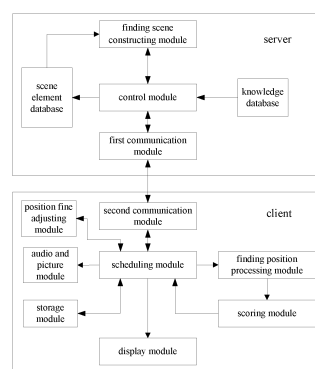 finding scene
constructing module
server
scene
element
database
control module
knowledge
database
first communication
module
position fine
adjusting
module
second communication
module
client
audio and
picture module
scheduling module
finding position
processing module
storage
module
scoring module
display module